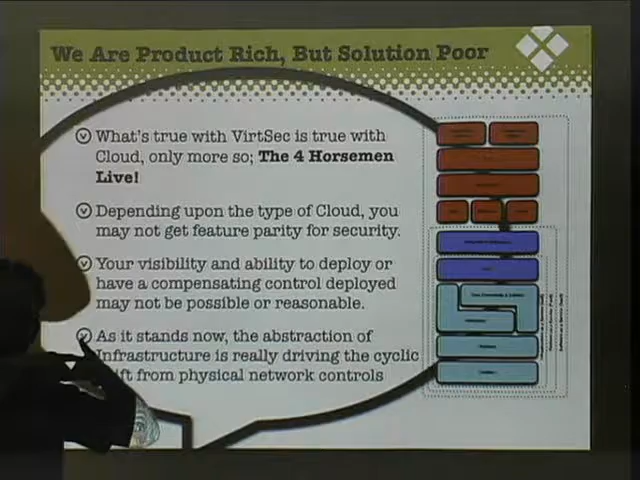 We Are Product Rich, But Solution Poor
What's true with VirtSec is true with
Cloud, only more so; The 4 Horsemen
Live!
Depending upon the type of Cloud, you
may not get feature parity for security.
Your visibility and ability to deploy or
have a compensating control deployed
may not be possible or reasonable.
As it stands now, the abstraction of
Infrastructure is really driving the cyclic
from physical network controls